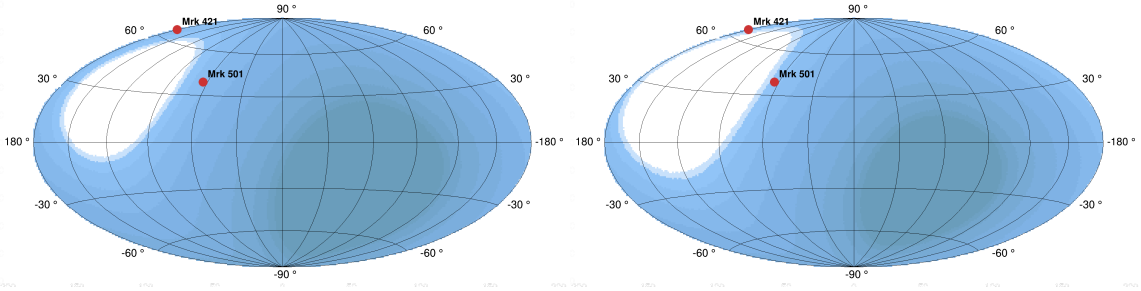 90 ° 90 °
Mrk 421 Mrk 421
60 ° 60 ° 60 ° 60 °
Mrk 501 Mrk 501
30 ° 30 ° 30 ° 30 °
180 ° -180 ° 180 ° -180 °
-30 ° -30 ° -30 ° -30 °
-60 ° -60 ° -60 ° -60 °
-90 ° -90 °